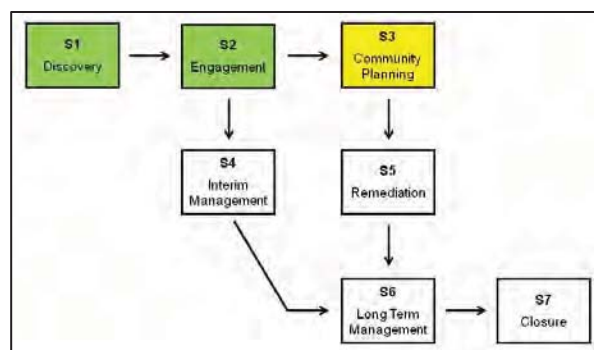 S1
Discovery
S2
Engagement
S3
Community
Planning
S4
Interim
Management
S5
Remediation
S6
Long Term
Management
S7
Closure